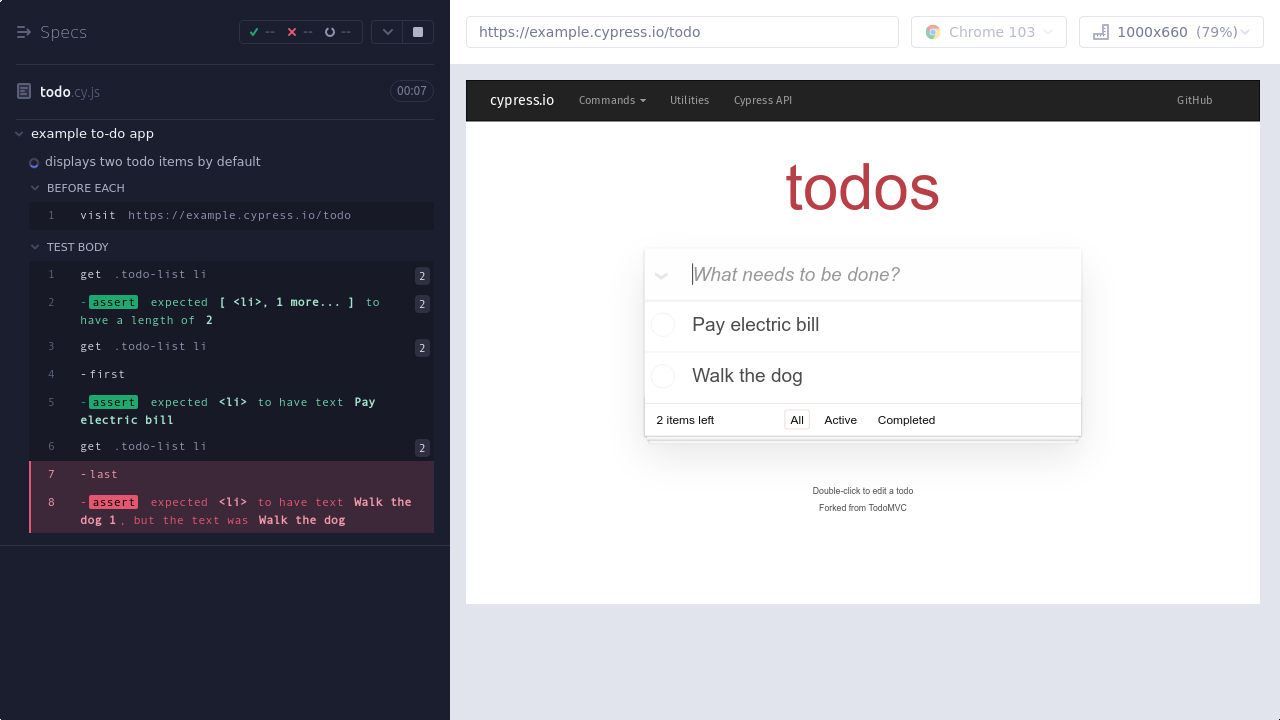 Specs
-- -- --
todo.cy.js 00:07
example to-do app
displays two todo items by default
BEFORE EACH
1 visit https://example.cypress.io/todo
TEST BODY
1 get .todo-list li 2
2 -assert expected [ <li>, 1 more... ] to 2
have a length of 2
3 get .todo-list li 2
4 -first
5 -assert expected <li> to have text Pay
electric bill
6 get .todo-list li 2
7 -last
8 -assert expected <li> to have text Walk the
dog 1, but the text was Walk the dog
https://example.cypress.io/todo
Chrome 103
1000x660 (79%)
cypress.io Commands Utilities Cypress API GitHub
todos
What needs to be done?
Pay electric bill
Walk the dog
2 items left All Active Completed
Double-click to edit a todo
Forked from TodoMVC